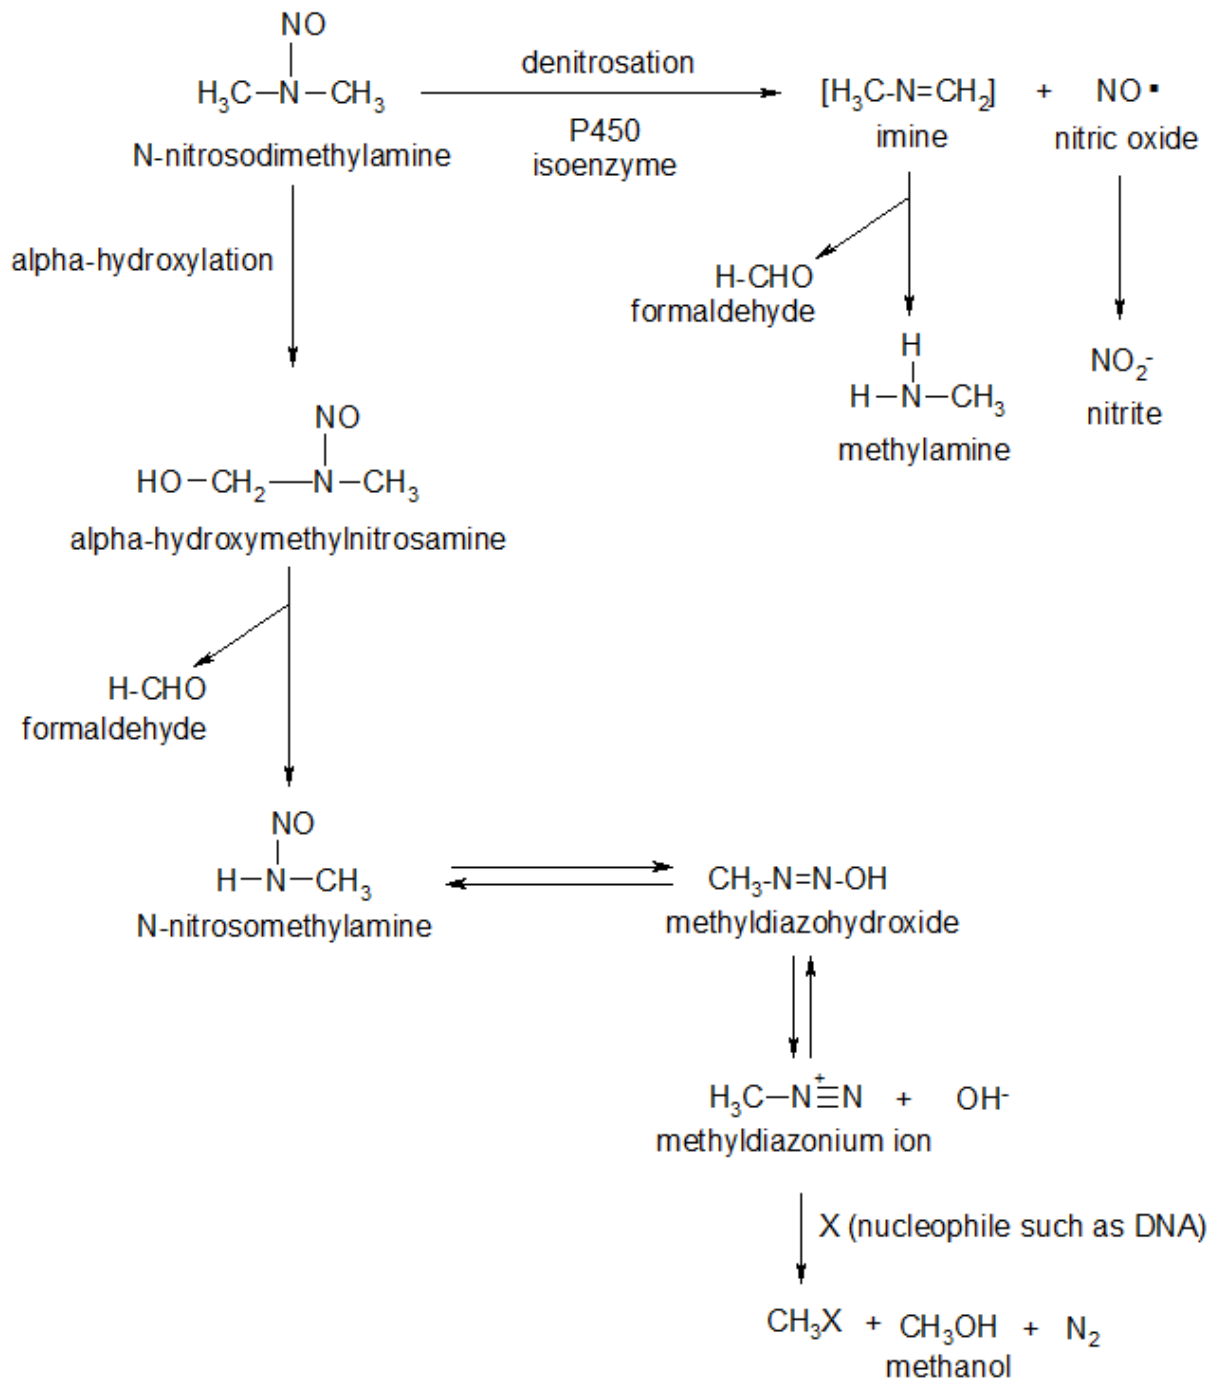 NO
H₃C-N-CH₃
N-nitrosodimethylamine
denitrosation
P450
isoenzyme
[H₃C-N=CH₂] + NO▪
imine
nitric oxide
alpha-hydroxylation
H-CHO
formaldehyde
H
H-N-CH₃
methylamine
NO₂⁻
nitrite
NO
HO-CH₂-N-CH₃
alpha-hydroxymethylnitrosamine
H-CHO
formaldehyde
NO
H-N-CH₃
N-nitrosomethylamine
CH₃-N=N-OH
methyldiazohydroxide
H₃C-N⁺≡N + OH⁻
methyldiazonium ion
X (nucleophile such as DNA)
CH₃X + CH₃OH + N₂
methanol